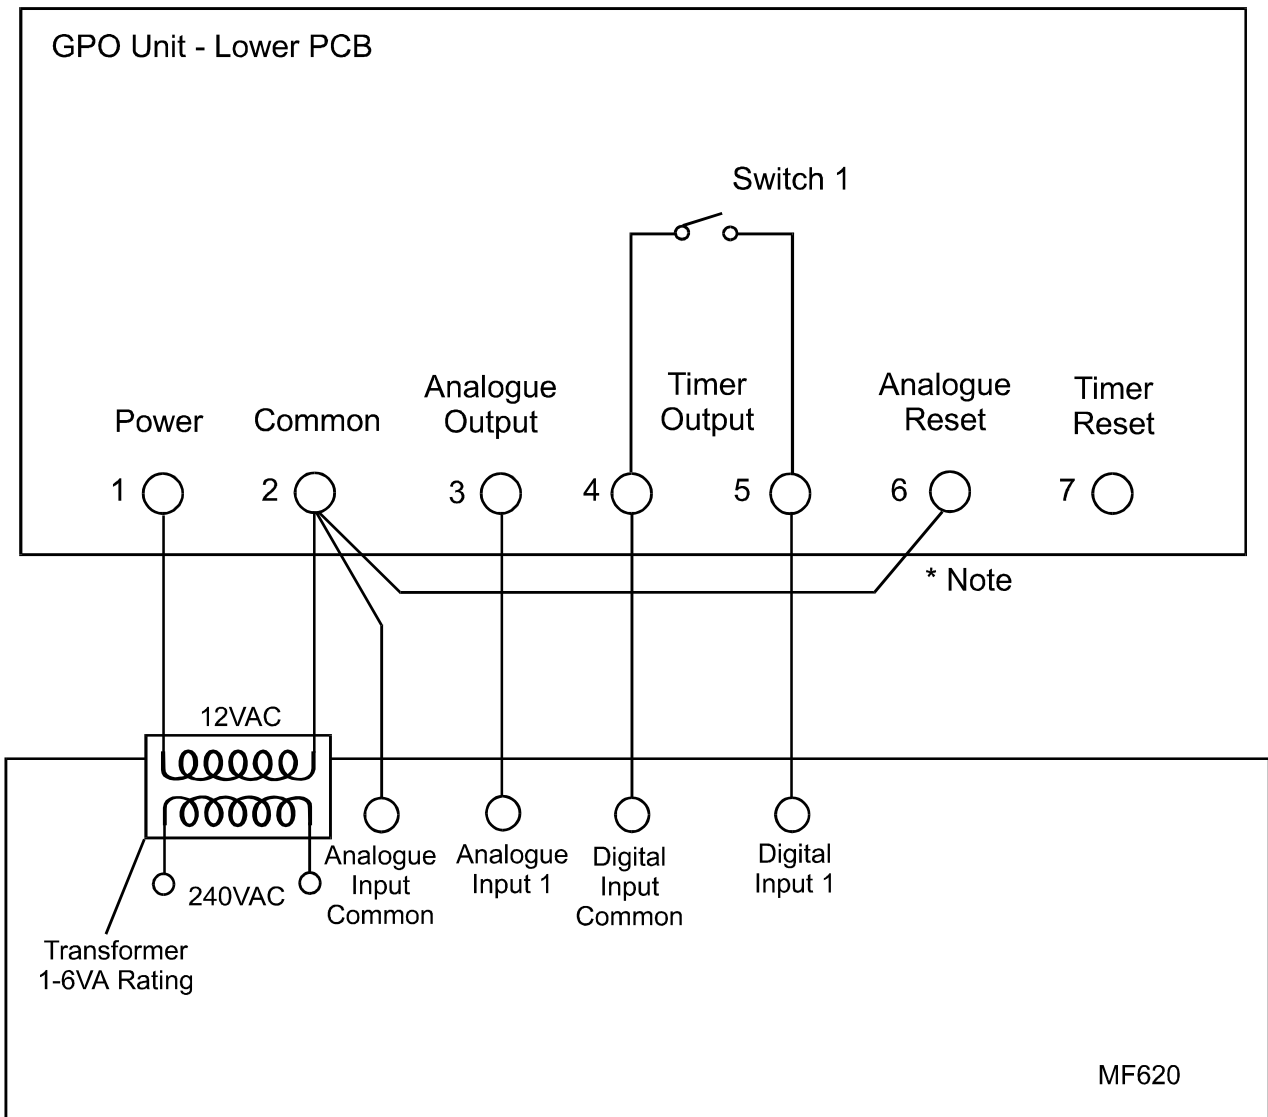 GPO Unit - Lower PCB
Switch 1
Power
Common
Analogue
Output
Timer
Output
Analogue
Reset
Timer
Reset
1
2
3
4
5
6
7
* Note
12VAC
240VAC
Analogue
Input
Common
Analogue
Input 1
Digital
Input
Common
Digital
Input 1
Transformer
1-6VA Rating
MF620